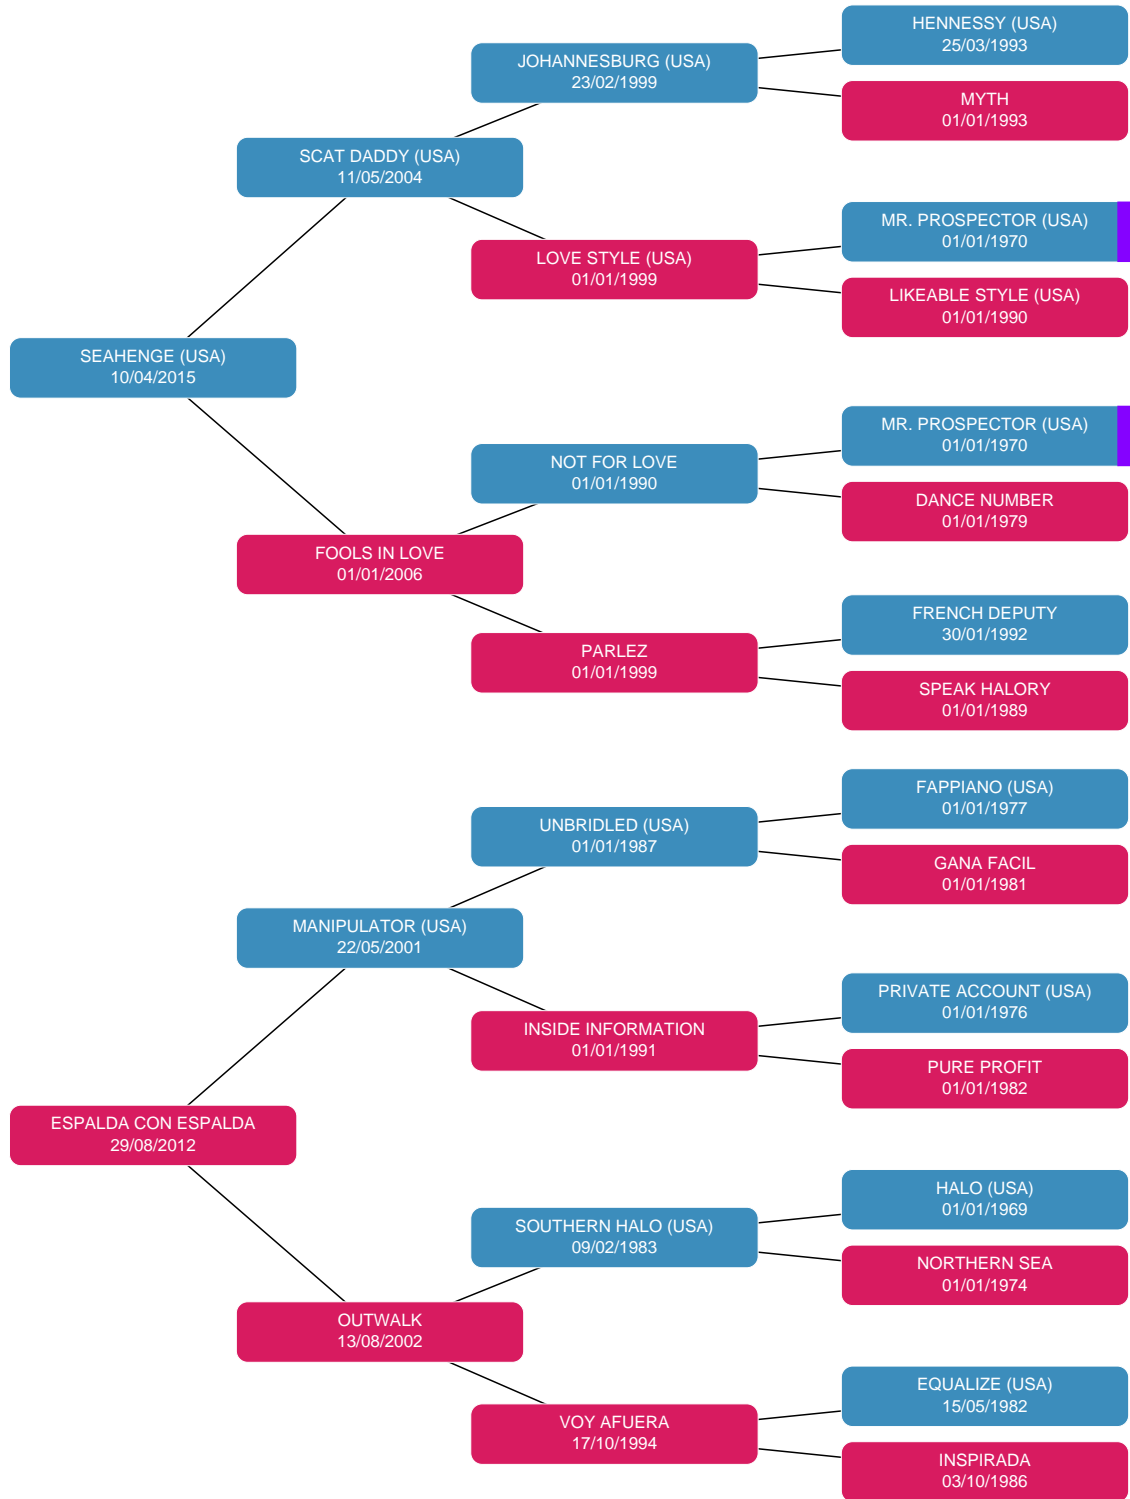 HENNESSY (USA)
25/03/1993
JOHANNESBURG (USA)
23/02/1999
MYTH
01/01/1993
SCAT DADDY (USA)
11/05/2004
MR. PROSPECTOR (USA)
01/01/1970
LOVE STYLE (USA)
01/01/1999
LIKEABLE STYLE (USA)
01/01/1990
SEAHENGE (USA)
10/04/2015
MR. PROSPECTOR (USA)
01/01/1970
NOT FOR LOVE
01/01/1990
DANCE NUMBER
01/01/1979
FOOLS IN LOVE
01/01/2006
FRENCH DEPUTY
30/01/1992
PARLEZ
01/01/1999
SPEAK HALORY
01/01/1989
FAPPIANO (USA)
01/01/1977
UNBRIDLED (USA)
01/01/1987
GANA FACIL
01/01/1981
MANIPULATOR (USA)
22/05/2001
PRIVATE ACCOUNT (USA)
01/01/1976
INSIDE INFORMATION
01/01/1991
PURE PROFIT
01/01/1982
ESPALDA CON ESPALDA
29/08/2012
HALO (USA)
01/01/1969
SOUTHERN HALO (USA)
09/02/1983
NORTHERN SEA
01/01/1974
OUTWALK
13/08/2002
EQUALIZE (USA)
15/05/1982
VOY AFUERA
17/10/1994
INSPIRADA
03/10/1986